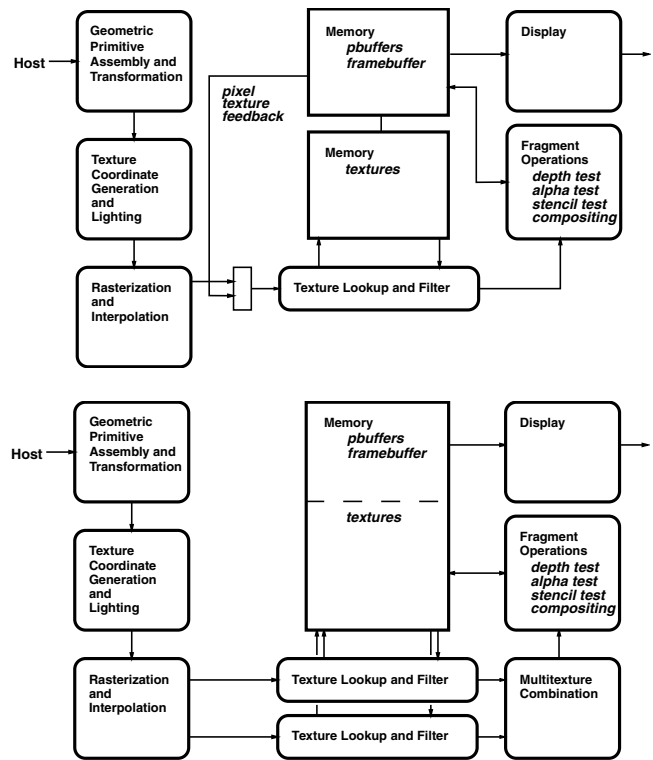 Host
Geometric
Primitive
Assembly and
Transformation
Texture
Coordinate
Generation
and
Lighting
Rasterization
and
Interpolation
pixel
texture
feedback
Memory
pbuffers
framebuffer
Memory
textures
Texture Lookup and Filter
Display
Fragment
Operations
depth test
alpha test
stencil test
compositing
Host
Geometric
Primitive
Assembly and
Transformation
Texture
Coordinate
Generation
and
Lighting
Rasterization
and
Interpolation
Memory
pbuffers
framebuffer
textures
Texture Lookup and Filter
Texture Lookup and Filter
Display
Fragment
Operations
depth test
alpha test
stencil test
compositing
Multitexture
Combination